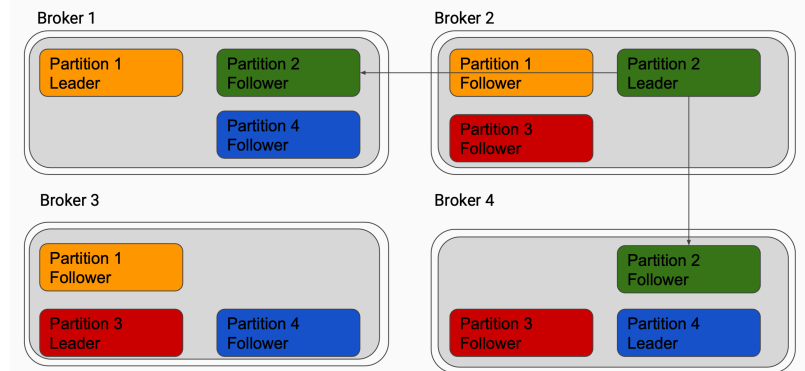 Broker 1
Partition 1
Leader
Partition 2
Follower
Partition 4
Follower
Broker 2
Partition 1
Follower
Partition 2
Leader
Partition 3
Follower
Broker 3
Partition 1
Follower
Partition 3
Leader
Partition 4
Follower
Broker 4
Partition 2
Follower
Partition 3
Follower
Partition 4
Leader